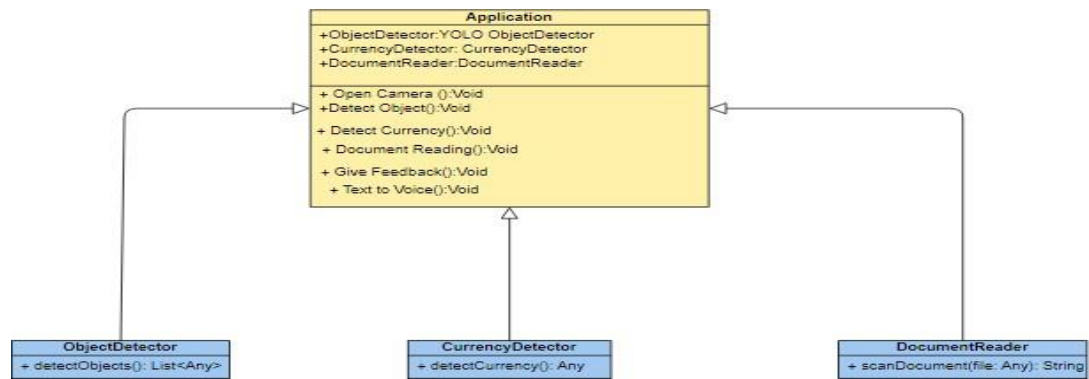 Application
+ObjectDetector:YOLO ObjectDetector
+CurrencyDetector: CurrencyDetector
+DocumentReader:DocumentReader
+ Open Camera ():Void
+Detect Object():Void
+ Detect Currency():Void
+ Document Reading():Void
+ Give Feedback():Void
+ Text to Voice():Void
ObjectDetector
+ detectObjects(): List<Any>
CurrencyDetector
+ detectCurrency(): Any
DocumentReader
+ scanDocument(file: Any): String